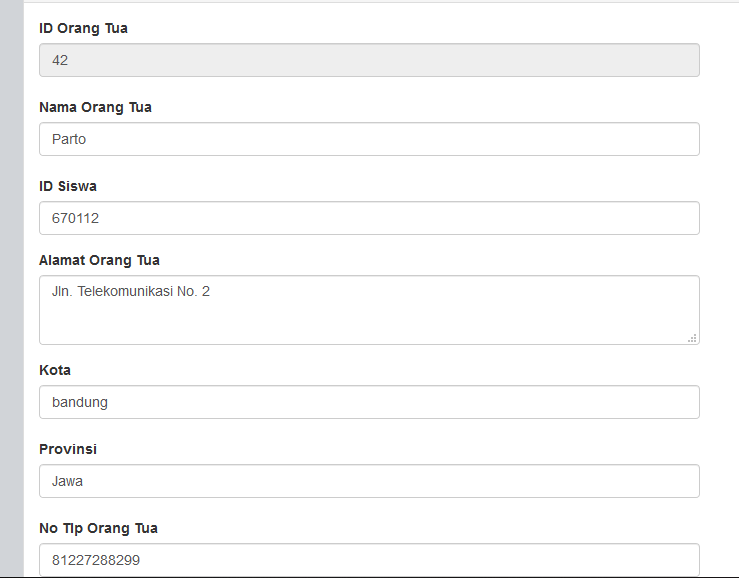 ID Orang Tua
42
Nama Orang Tua
Parto
ID Siswa
670112
Alamat Orang Tua
Jln. Telekomunikasi No. 2
Kota
bandung
Provinsi
Jawa
No Tlp Orang Tua
81227288299